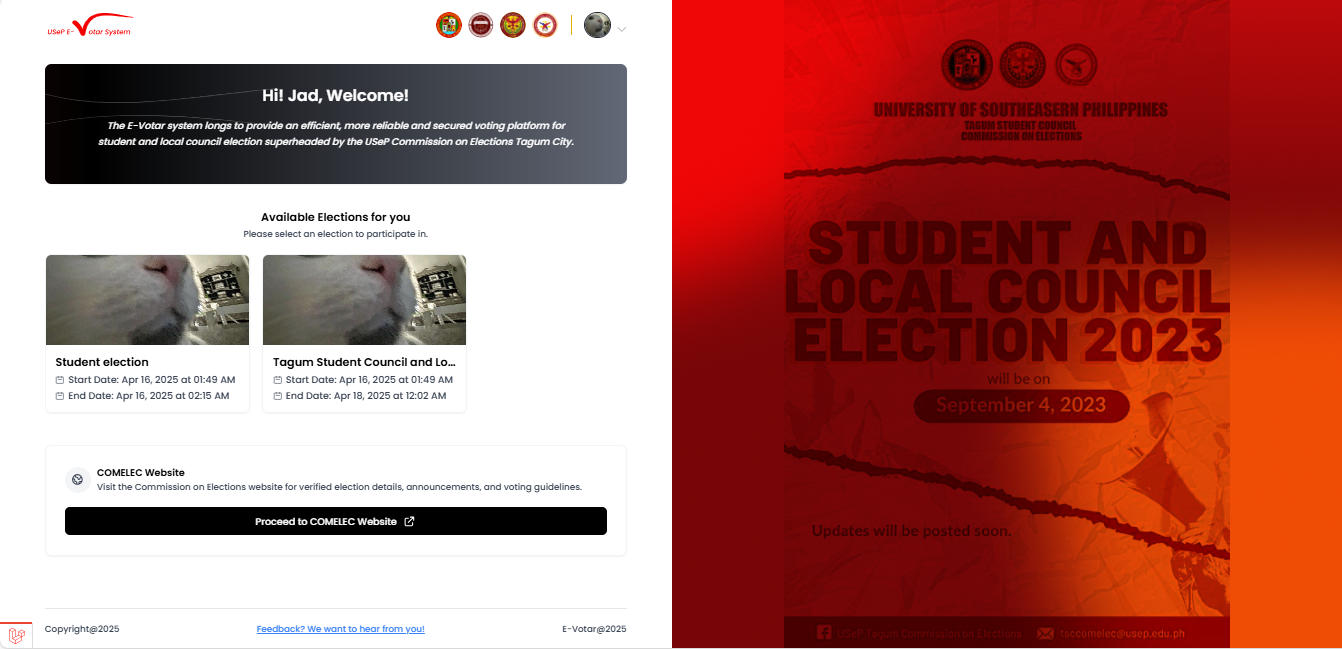 USeP E-Votar System
Hi! Jad, Welcome!
The E-Votar system longs to provide an efficient, more reliable and secured voting platform for
student and local council election superheaded by the USeP Commission on Elections Tagum City.
Available Elections for you
Please select an election to participate in.
Student election
Start Date: Apr 16, 2025 at 01:49 AM
End Date: Apr 16, 2025 at 02:15 AM
Tagum Student Council and Lo...
Start Date: Apr 16, 2025 at 01:49 AM
End Date: Apr 18, 2025 at 12:02 AM
COMELEC Website
Visit the Commission on Elections website for verified election details, announcements, and voting guidelines.
Proceed to COMELEC Website
Copyright@2025
Feedback? We want to hear from you!
E-Votar@2025
UNIVERSITY OF SOUTHEASERN PHILIPPINES
TAGUM STUDENT COUNCIL
COMMISSION ON ELECTIONS
STUDENT AND
LOCAL COUNCIL
ELECTION 2023
will be on
September 4, 2023
Updates will be posted soon.
USeP Tagum Commission on Elections
tsccomelec@usep.edu.ph